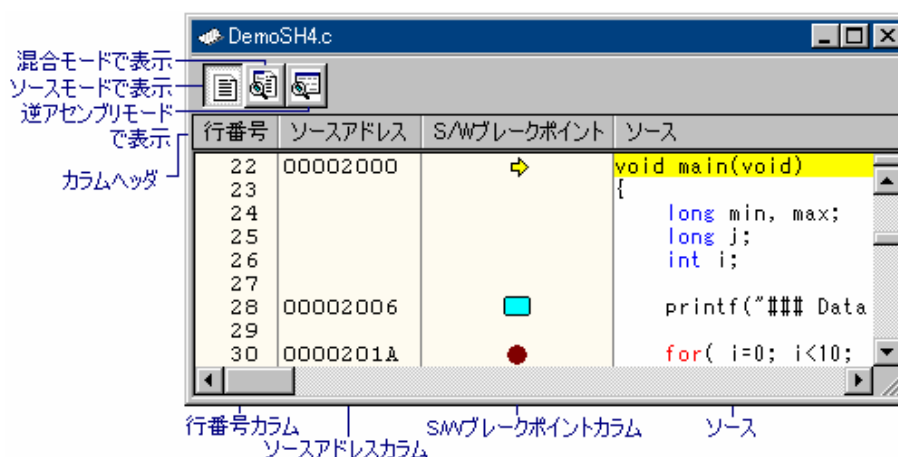 DemoSH4.c
混合モードで表示
ソースモードで表示
逆アセンブリモード
で表示
カラムヘッダ
行番号 ソースアドレス S/Wブレークポイント ソース
22 00002000 void main(void)
23 {
24 long min, max;
25 long j;
26 int i;
27
28 00002006 printf("### Data
29
30 0000201A for( i=0; i<10;
行番号カラム S/Wブレークポイントカラム ソース
ソースアドレスカラム